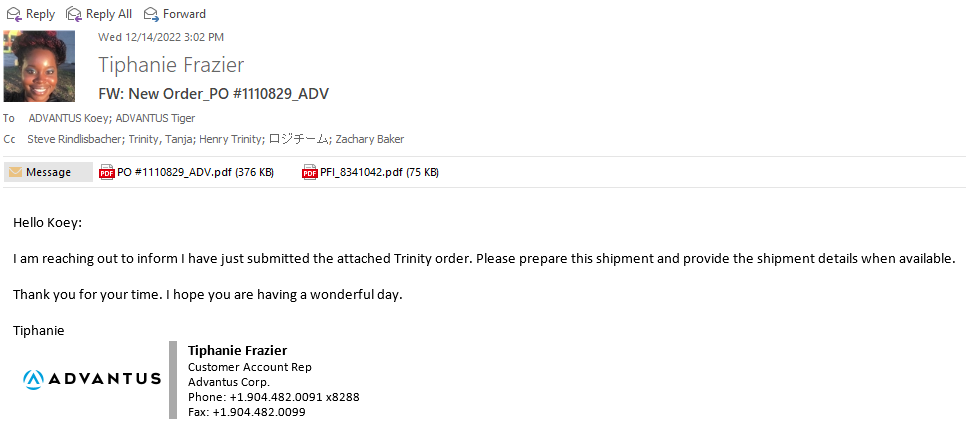 Reply Reply All Forward
Wed 12/14/2022 3:02 PM
Tiphanie Frazier
FW: New Order_PO #1110829_ADV
To ADVANTUS Koey; ADVANTUS Tiger
Cc Steve Rindlisbacher; Trinity, Tanja; Henry Trinity; ロジチーム; Zachary Baker
Message PDF PO #1110829_ADV.pdf (376 KB) PDF PFI_8341042.pdf (75 KB)
Hello Koey:
I am reaching out to inform I have just submitted the attached Trinity order. Please prepare this shipment and provide the shipment details when available.
Thank you for your time. I hope you are having a wonderful day.
Tiphanie
ADVANTUS
Tiphanie Frazier
Customer Account Rep
Advantus Corp.
Phone: +1.904.482.0091 x8288
Fax: +1.904.482.0099